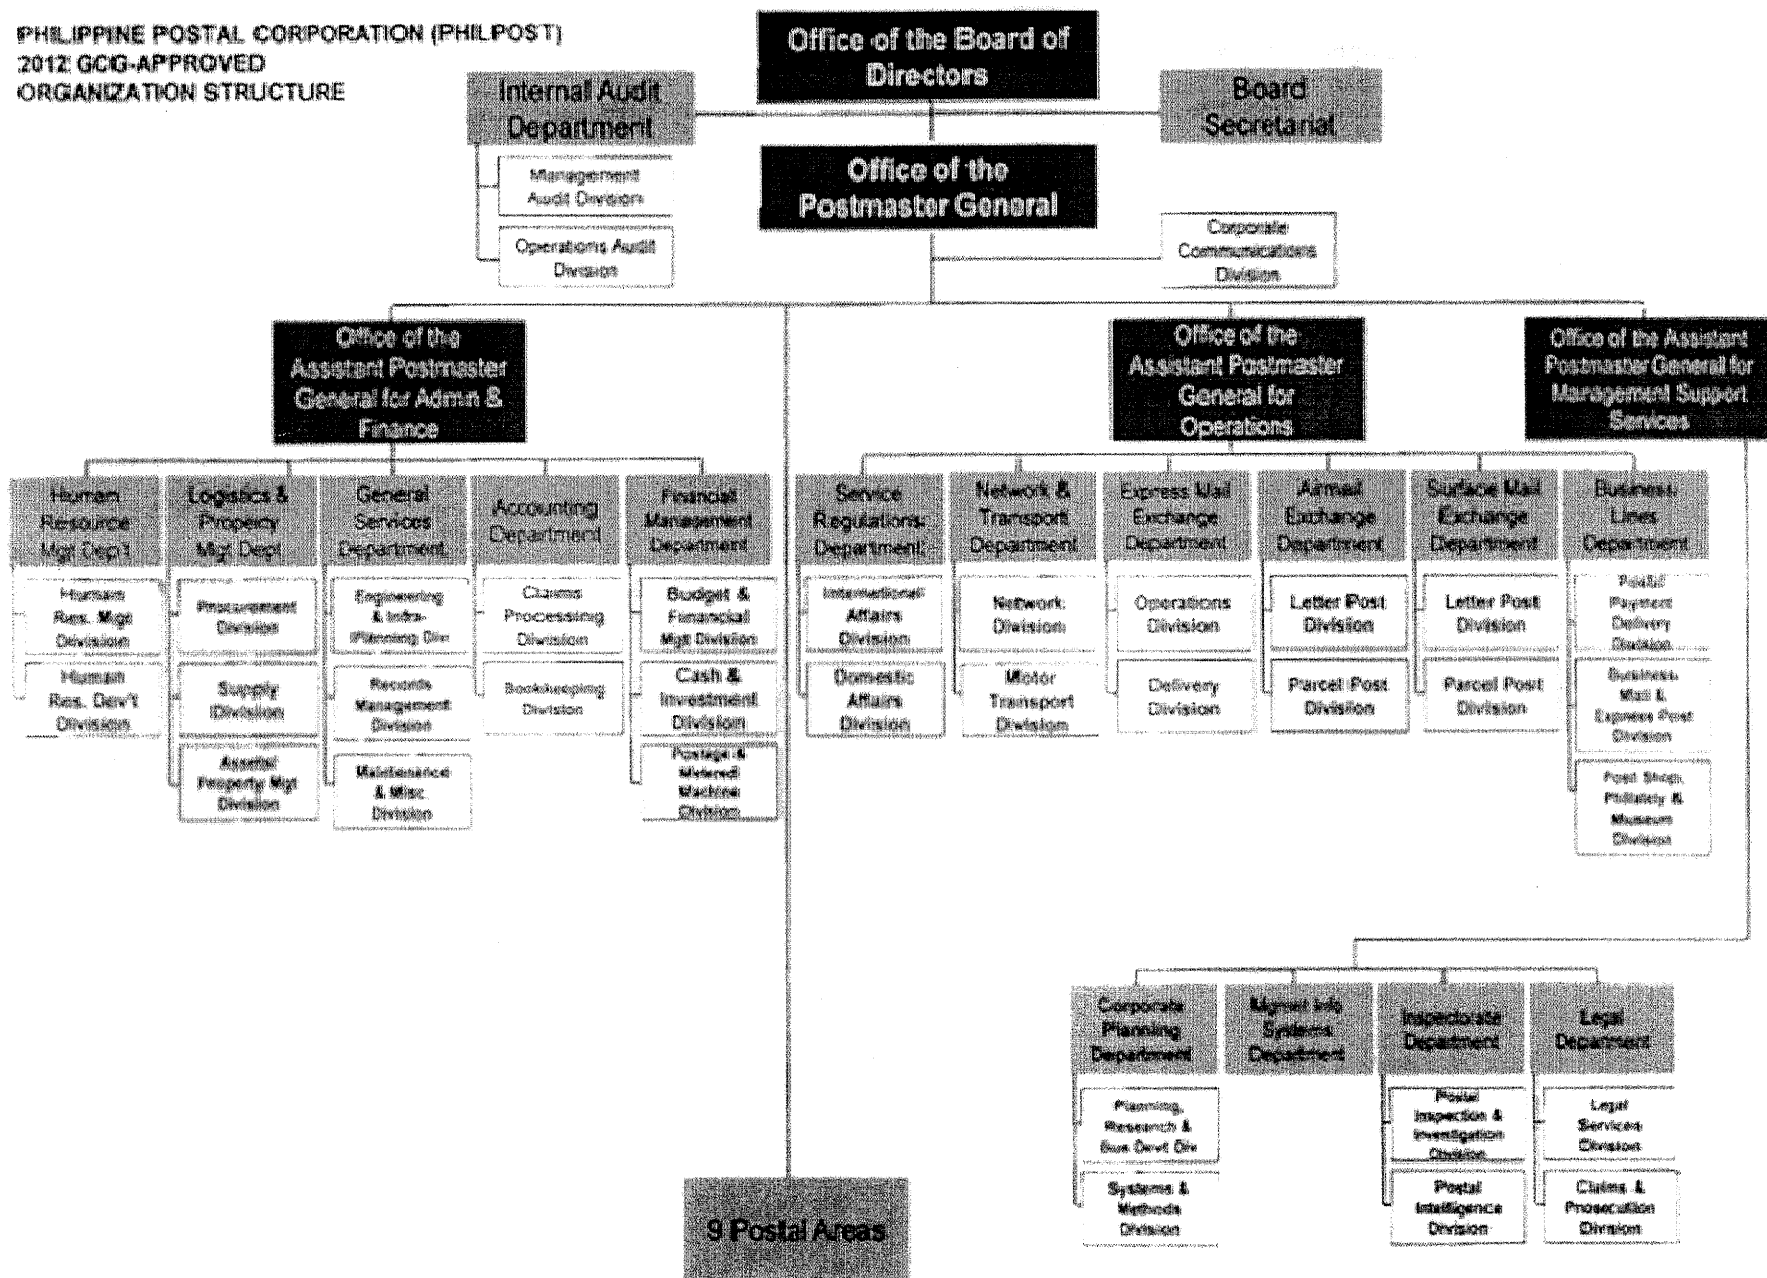 PHILIPPINE POSTAL CORPORATION (PHILPOST)
2012 GCG-APPROVED
ORGANIZATION STRUCTURE
Office of the Board of
Directors
Internal Audit
Department
Board
Secretariat
Management
Audit Division
Operations Audit
Division
Office of the
Postmaster General
Corporate
Communications
Division
Office of the
Assistant Postmaster
General for Admin &
Finance
Office of the
Assistant Postmaster
General for
Operations
Office of the Assistant
Postmaster General for
Management Support
Services
Human
Resource
Mgt Dep't
Human
Res. Mgt
Division
Human
Res. Dev't
Division
Logistics &
Property
Mgt Dept
Procurement
Division
Supply
Division
Assets/
Property Mgt
Division
General
Services
Department
Engineering
& Infra-
Planning Div
Records
Management
Division
Maintenance
& Misc
Division
Accounting
Department
Claims
Processing
Division
Bookkeeping
Division
Financial
Management
Department
Budget &
Financial
Mgt Division
Cash &
Investment
Division
Postage &
Metered
Machine
Division
Service
Regulations
Department
International
Affairs
Division
Domestic
Affairs
Division
Network &
Transport
Department
Network
Division
Motor
Transport
Division
Express Mail
Exchange
Department
Operations
Division
Delivery
Division
Airmail
Exchange
Department
Letter Post
Division
Parcel Post
Division
Surface Mail
Exchange
Department
Letter Post
Division
Parcel Post
Division
Business
Lines
Department
Postal
Payment
Delivery
Division
Business
Mail &
Express Post
Division
Post Shop,
Philately &
Museum
Division
Corporate
Planning
Department
Planning,
Research &
Bus Devt Div
Systems &
Methods
Division
Mgmet Info
Systems
Department
Inspectorate
Department
Postal
Inspection &
Investigation
Division
Postal
Intelligence
Division
Legal
Department
Legal
Services
Division
Claims &
Prosecution
Division
9 Postal Areas